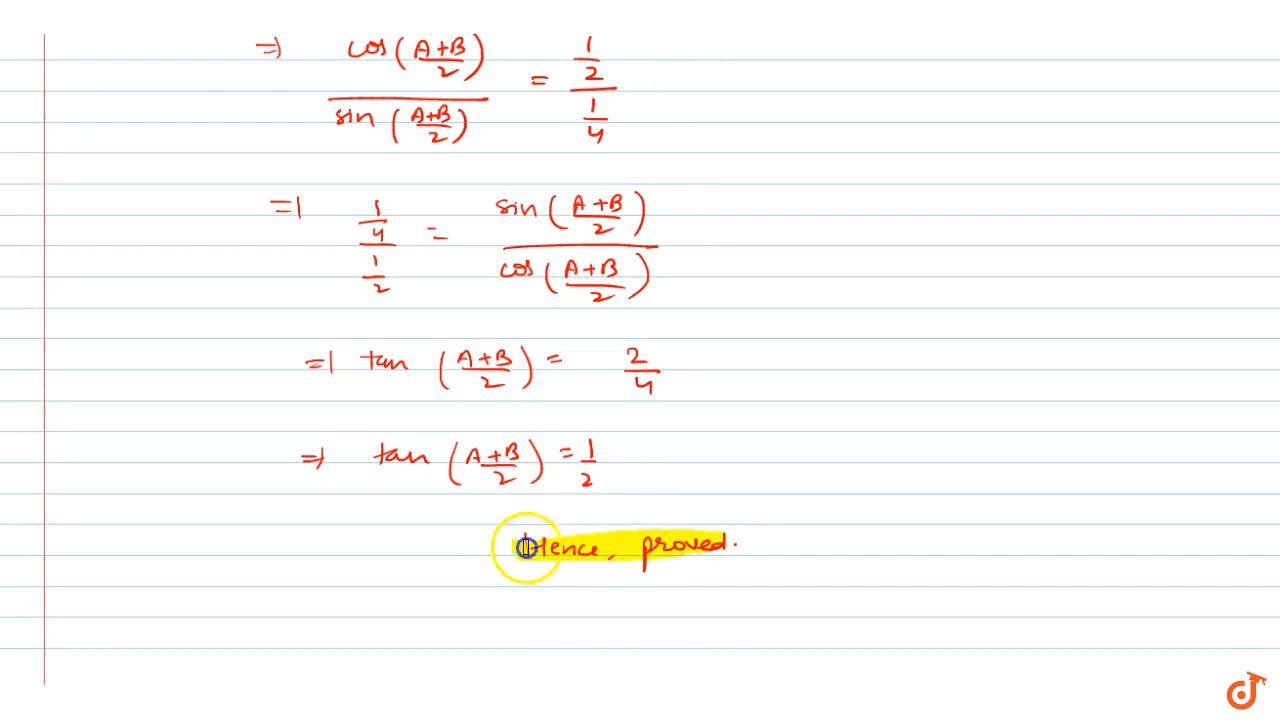 ⇒ cos((A+B)/2) / sin((A+B)/2) = (1/2) / (1/4)
⇒ (1/4) / (1/2) = sin((A+B)/2) / cos((A+B)/2)
⇒ tan((A+B)/2) = 2/4
⇒ tan((A+B)/2) = 1/2
Hence, proved.